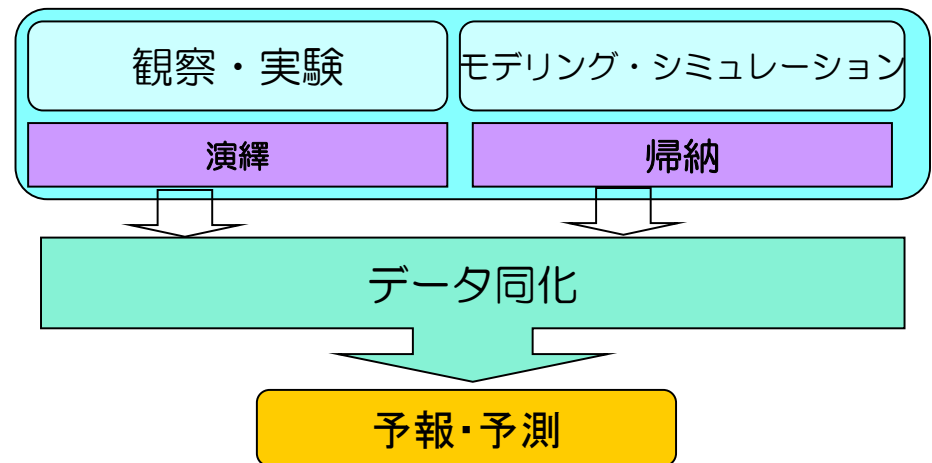 観察・実験
モデリング・シミュレーション
演繹
帰納
データ同化
予報・予測